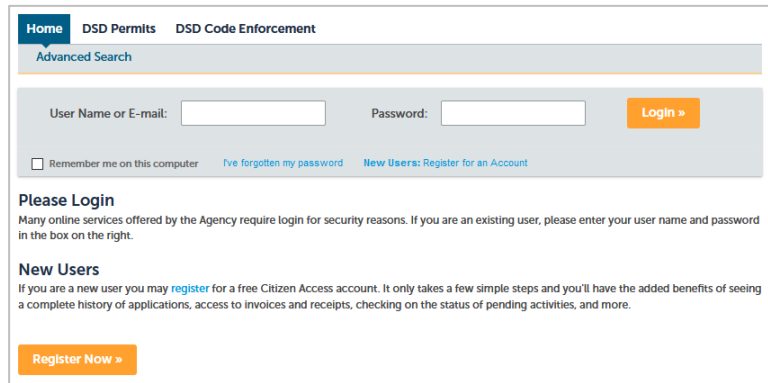 Home DSD Permits DSD Code Enforcement
Advanced Search
User Name or E-mail: Password: Login »
Remember me on this computer I've forgotten my password New Users: Register for an Account
Please Login
Many online services offered by the Agency require login for security reasons. If you are an existing user, please enter your user name and password
in the box on the right.
New Users
If you are a new user you may register for a free Citizen Access account. It only takes a few simple steps and you'll have the added benefits of seeing
a complete history of applications, access to invoices and receipts, checking on the status of pending activities, and more.
Register Now »